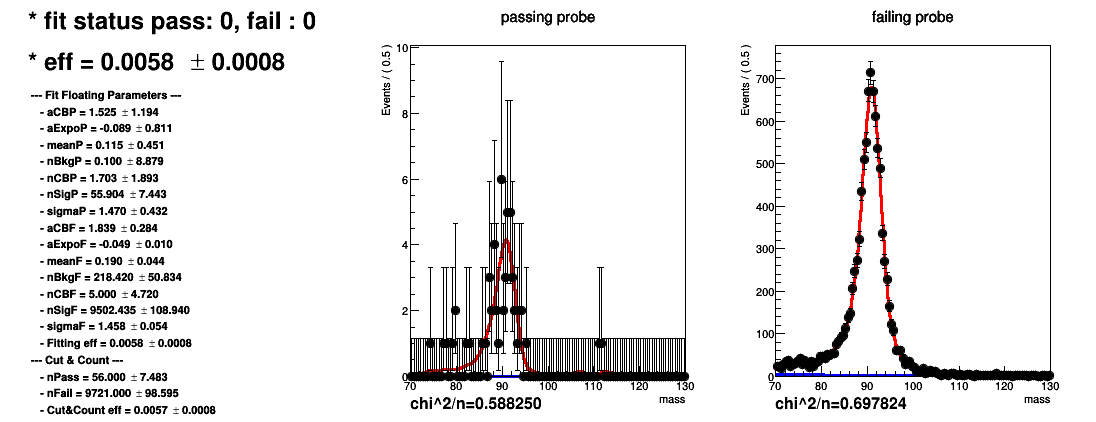 * fit status pass: 0, fail : 0
* eff = 0.0058 ± 0.0008
--- Fit Floating Parameters ---
- aCBP = 1.525 ± 1.194
- aExpoP = -0.089 ± 0.811
- meanP = 0.115 ± 0.451
- nBkgP = 0.100 ± 8.879
- nCBP = 1.703 ± 1.893
- nSigP = 55.904 ± 7.443
- sigmaP = 1.470 ± 0.432
- aCBF = 1.839 ± 0.284
- aExpoF = -0.049 ± 0.010
- meanF = 0.190 ± 0.044
- nBkgF = 218.420 ± 50.834
- nCBF = 5.000 ± 4.720
- nSigF = 9502.435 ± 108.940
- sigmaF = 1.458 ± 0.054
- Fitting eff = 0.0058 ± 0.0008
--- Cut & Count ---
- nPass = 56.000 ± 7.483
- nFail = 9721.000 ± 98.595
- Cut&Count eff = 0.0057 ± 0.0008
passing probe
Events / ( 0.5 )
10
8
6
4
2
0
70 80 90 100 110 120 130
mass
chi^2/n=0.588250
failing probe
Events / ( 0.5 )
700
600
500
400
300
200
100
0
70 80 90 100 110 120 130
mass
chi^2/n=0.697824